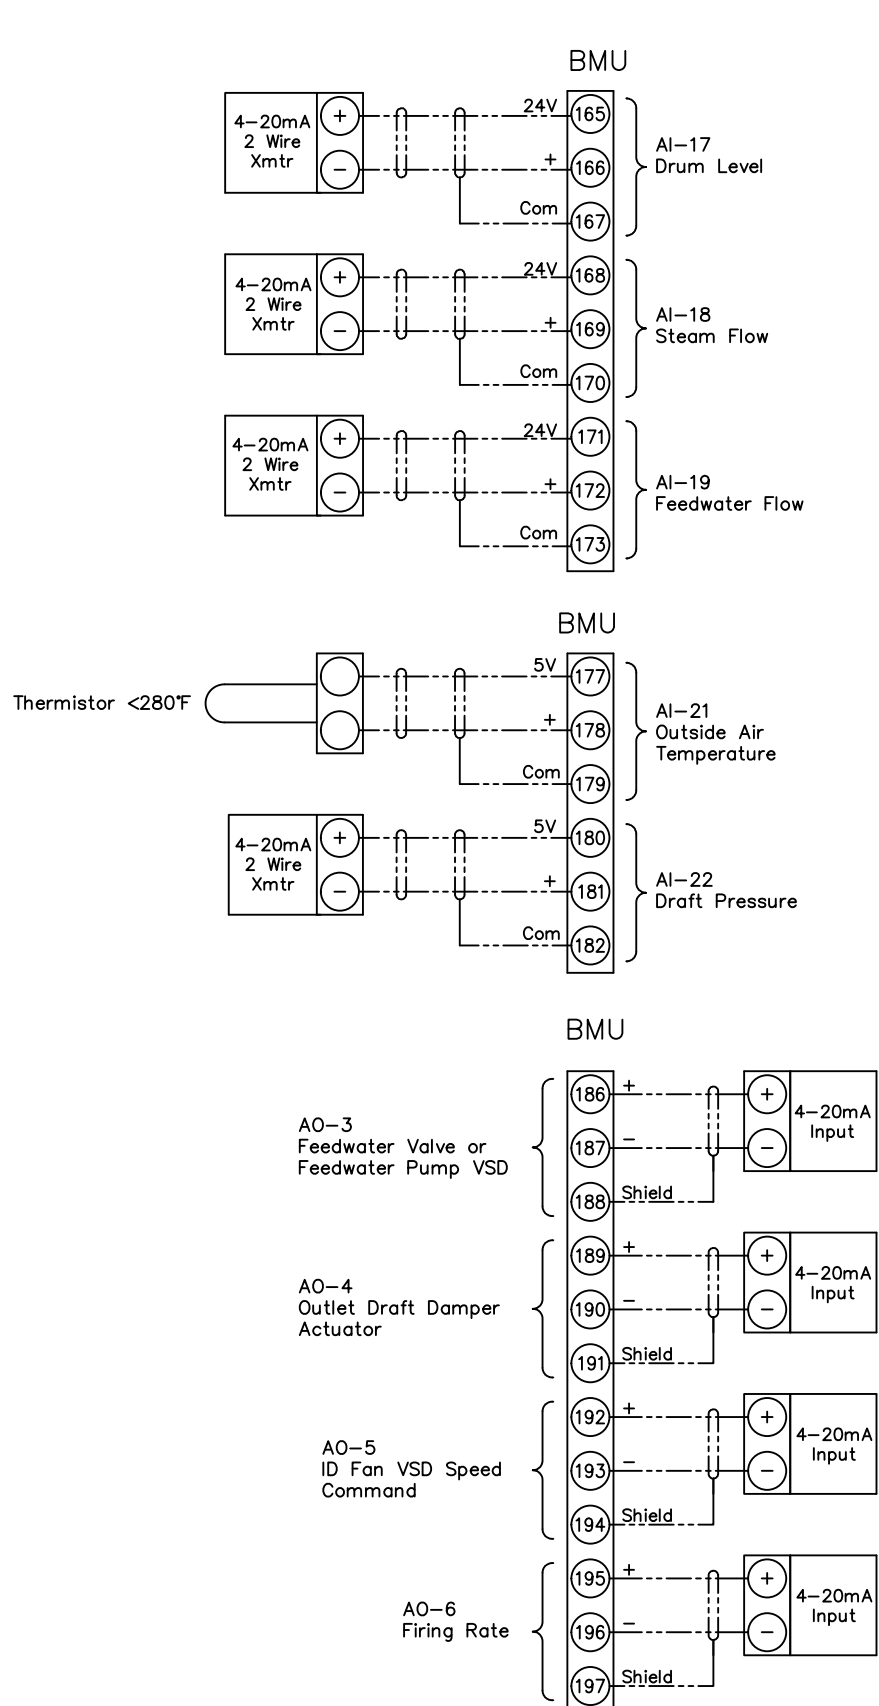 BMU
4-20mA
2 Wire
Xmtr
+
-
24V
165
+
166
Com
167
AI-17
Drum Level
4-20mA
2 Wire
Xmtr
+
-
24V
168
+
169
Com
170
AI-18
Steam Flow
4-20mA
2 Wire
Xmtr
+
-
24V
171
+
172
Com
173
AI-19
Feedwater Flow
BMU
Thermistor <280°F
5V
177
+
178
Com
179
AI-21
Outside Air
Temperature
4-20mA
2 Wire
Xmtr
+
-
5V
180
+
181
Com
182
AI-22
Draft Pressure
BMU
AO-3
Feedwater Valve or
Feedwater Pump VSD
186
+
187
-
188
Shield
+
-
4-20mA
Input
AO-4
Outlet Draft Damper
Actuator
189
+
190
-
191
Shield
+
-
4-20mA
Input
AO-5
ID Fan VSD Speed
Command
192
+
193
-
194
Shield
+
-
4-20mA
Input
AO-6
Firing Rate
195
+
196
-
197
Shield
+
-
4-20mA
Input